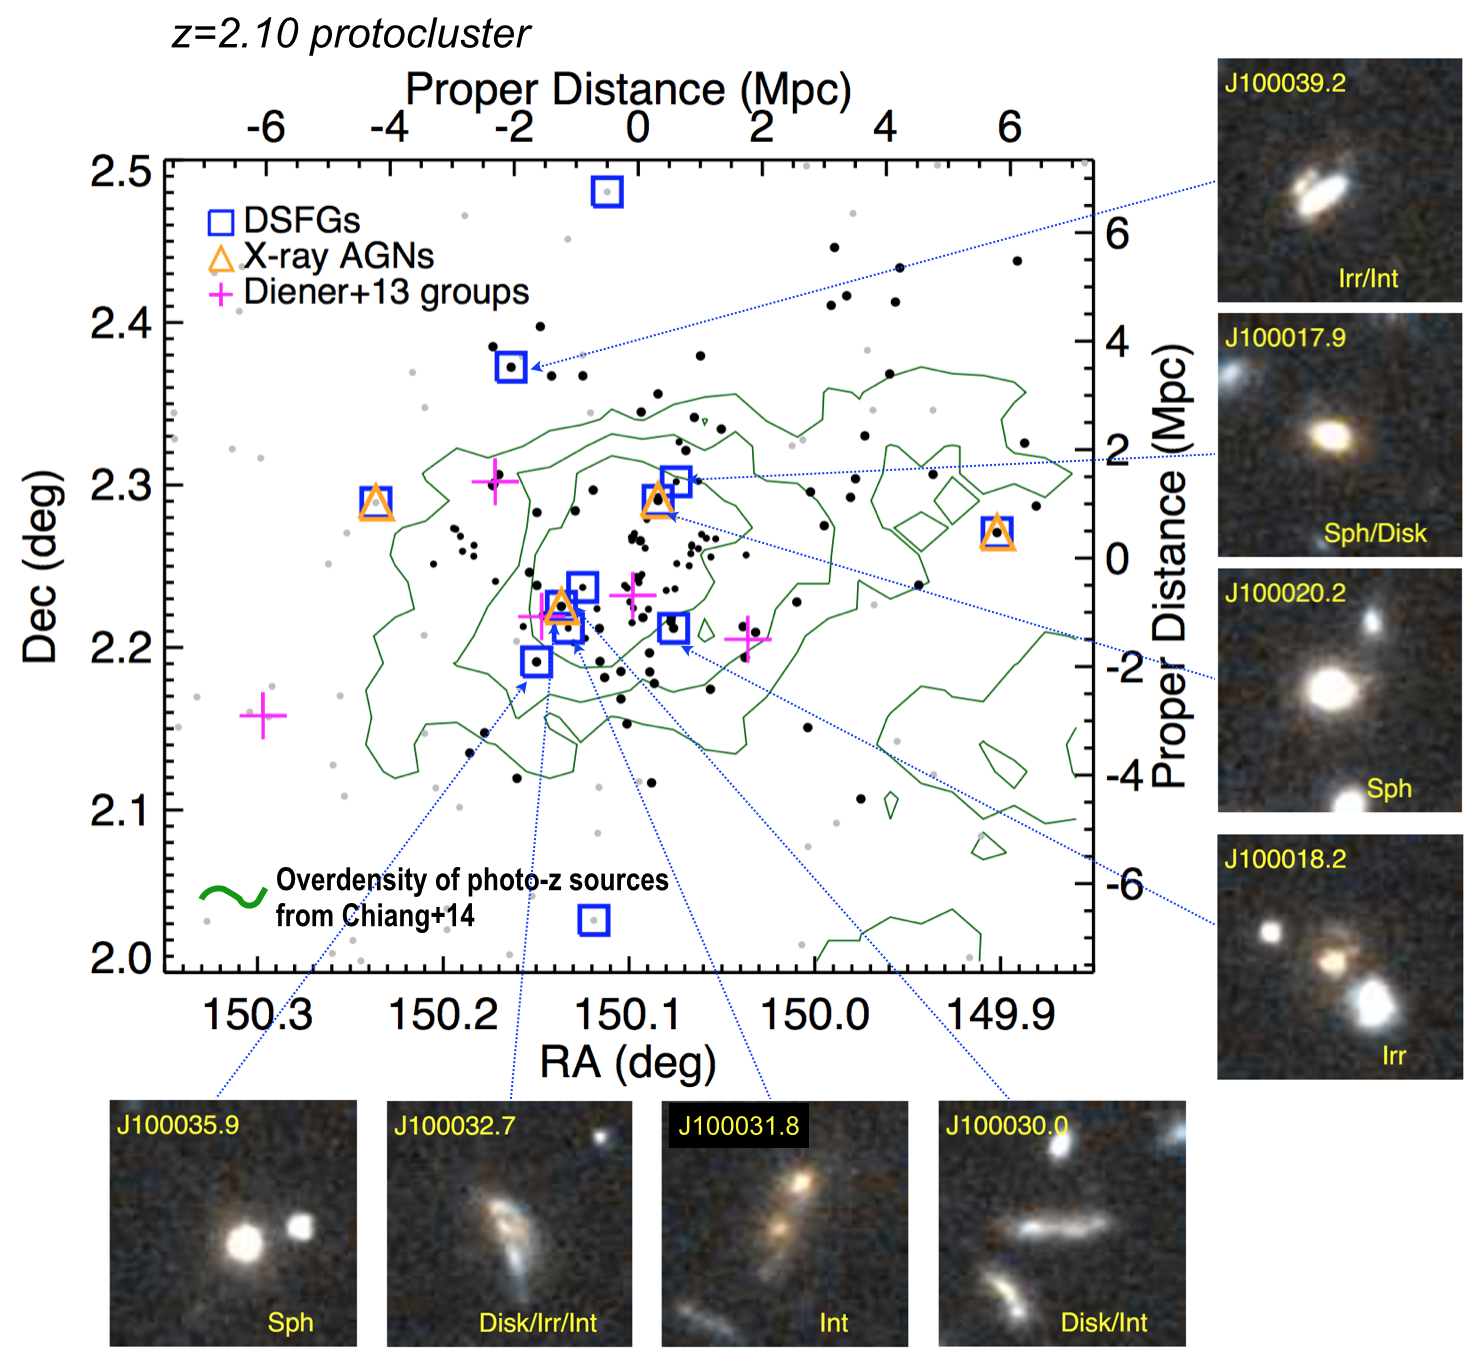 z=2.10 protocluster
Proper Distance (Mpc)
-6 -4 -2 0 2 4 6
2.5
2.4
2.3
2.2
2.1
2.0
Dec (deg)
DSFGs
X-ray AGNs
Diener+13 groups
Overdensity of photo-z sources
from Chiang+14
6
4
2
0
-2
-4
-6
Proper Distance (Mpc)
150.3 150.2 150.1 150.0 149.9
RA (deg)
J100039.2
Irr/Int
J100017.9
Sph/Disk
J100020.2
Sph
J100018.2
Irr
J100035.9
Sph
J100032.7
Disk/Irr/Int
J100031.8
Int
J100030.0
Disk/Int